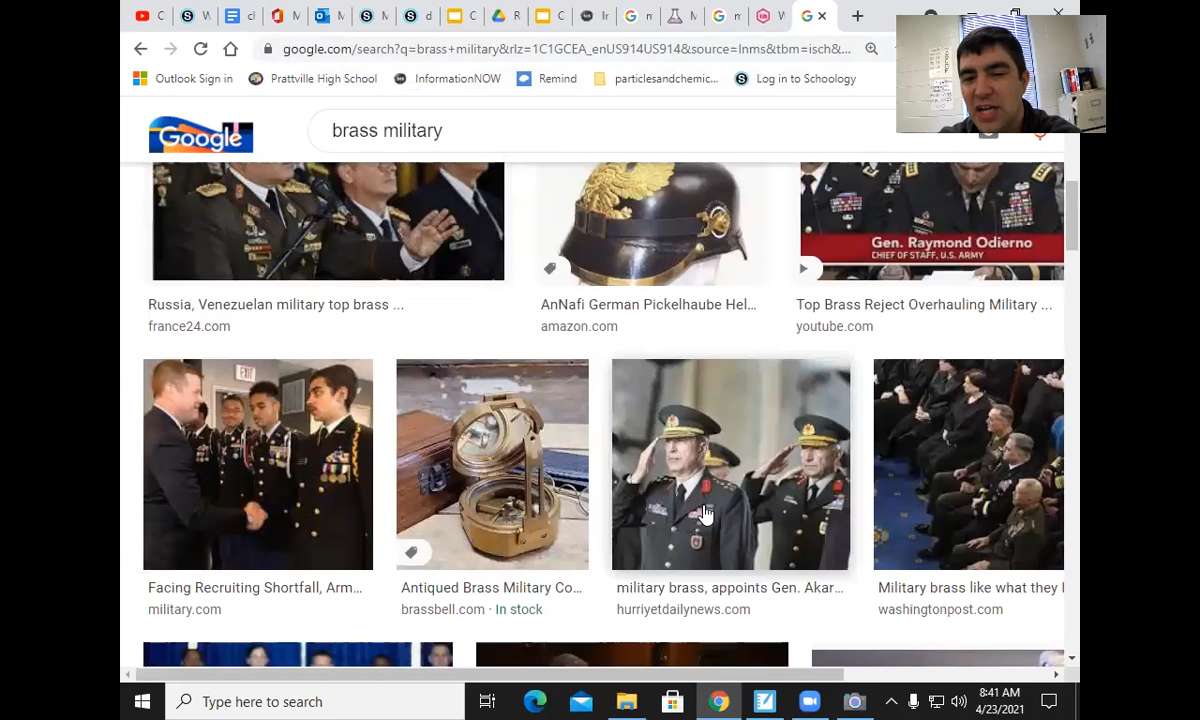 C
W
cl
M
M
M
d
C
R
C
In
m
M
m
W
google.com/search?q=brass+military&rlz=1C1GCEA_enUS914US914&source=lnms&tbm=isch&...
Outlook Sign in
Prattville High School
InformationNOW
Remind
particlesandchemic...
Log in to Schoology
Google
brass military
Gen. Raymond Odierno
CHIEF OF STAFF, U.S. ARMY
Russia, Venezuelan military top brass ...
france24.com
AnNafi German Pickelhaube Hel...
amazon.com
Top Brass Reject Overhauling Military ...
youtube.com
EXIT
Facing Recruiting Shortfall, Arm...
military.com
Antiqued Brass Military Co...
brassbell.com · In stock
military brass, appoints Gen. Akar...
hurriyetdailynews.com
Military brass like what they
washingtonpost.com
Type here to search
8:41 AM
4/23/2021